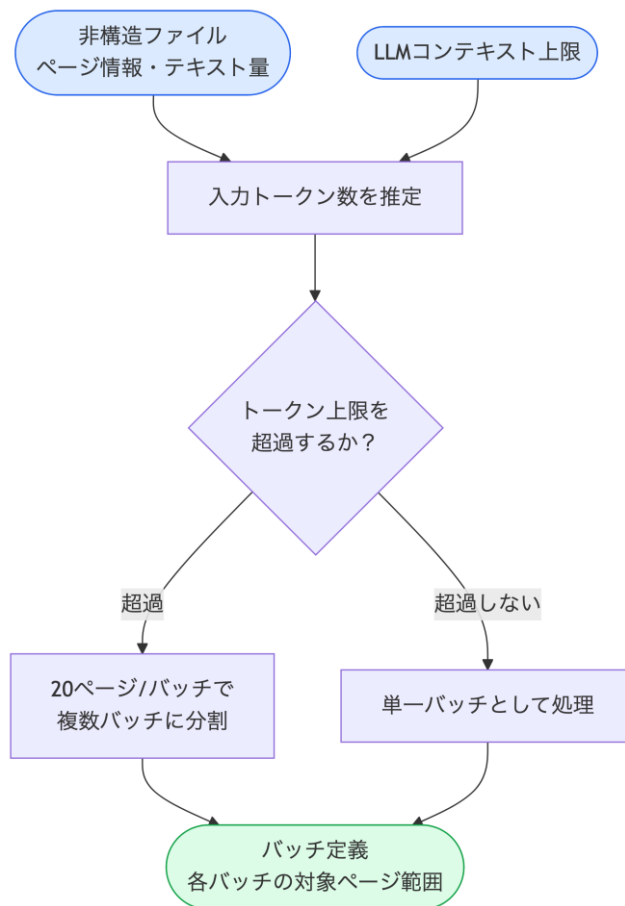 非構造ファイル
ページ情報・テキスト量
LLMコンテキスト上限
入力トークン数を推定
トークン上限を
超過するか？
超過
超過しない
20ページ/バッチで
複数バッチに分割
単一バッチとして処理
バッチ定義
各バッチの対象ページ範囲